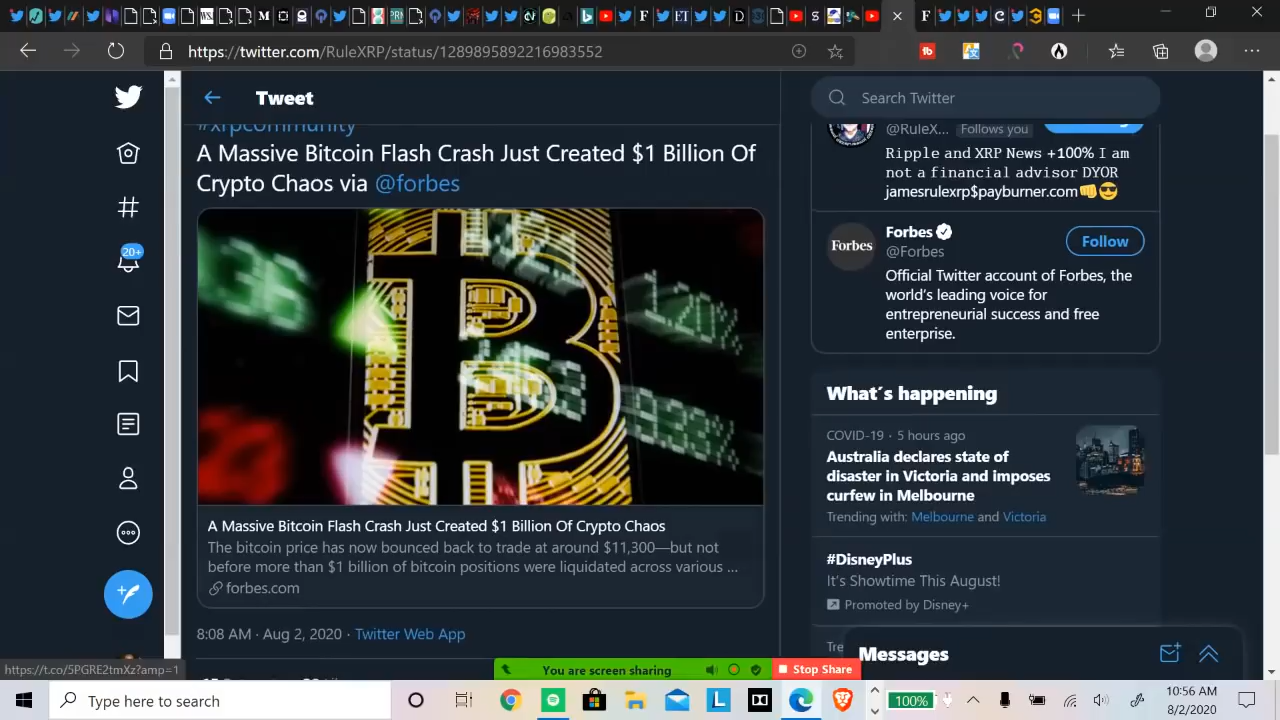 https://twitter.com/RuleXRP/status/1289895892216983552
Tweet
Search Twitter
#xrpcommunity
A Massive Bitcoin Flash Crash Just Created $1 Billion Of
Crypto Chaos via @forbes
A Massive Bitcoin Flash Crash Just Created $1 Billion Of Crypto Chaos
The bitcoin price has now bounced back to trade at around $11,300—but not
before more than $1 billion of bitcoin positions were liquidated across various ...
forbes.com
8:08 AM · Aug 2, 2020 · Twitter Web App
20+
@RuleX... Follows you
Ripple and XRP News +100% I am
not a financial advisor DYOR
jamesrulexrp$payburner.com👊😎
Forbes
@Forbes
Forbes
Follow
Official Twitter account of Forbes, the
world's leading voice for
entrepreneurial success and free
enterprise.
What´s happening
COVID-19 · 5 hours ago
Australia declares state of
disaster in Victoria and imposes
curfew in Melbourne
Trending with: Melbourne and Victoria
#DisneyPlus
It's Showtime This August!
Promoted by Disney+
Tre
Messages
https://t.co/5PGRE2tmXz?amp=1
You are screen sharing
Stop Share
Type here to search
100%
10:56 AM
8/2/2020